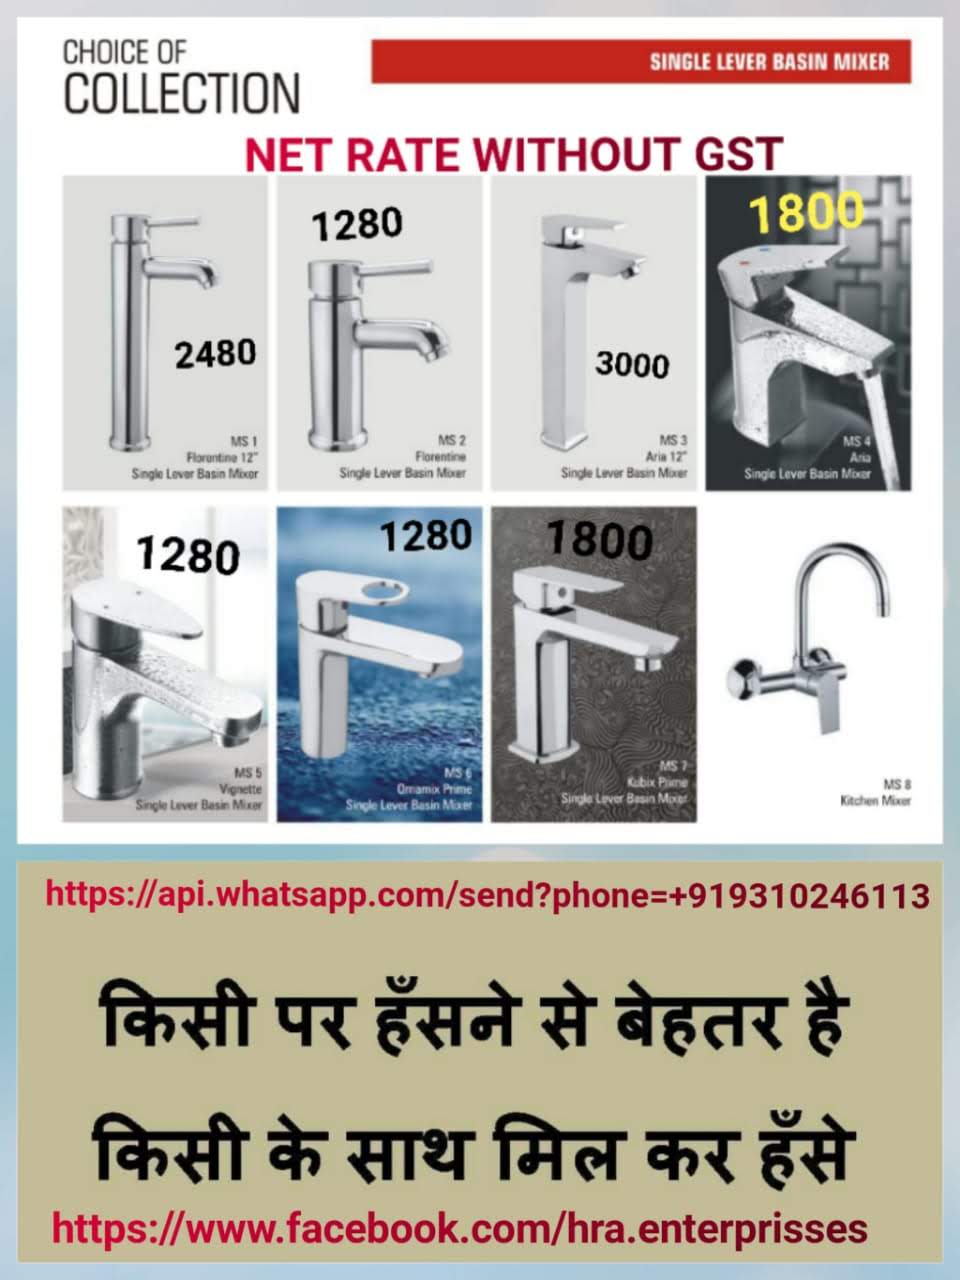 CHOICE OF
COLLECTION
SINGLE LEVER BASIN MIXER
NET RATE WITHOUT GST
2480
MS 1
Florentine 12"
Single Lever Basin Mixer
1280
MS 2
Florentine
Single Lever Basin Mixer
3000
MS 3
Aria 12"
Single Lever Basin Mixer
1800
MS 4
Aria
Single Lever Basin Mixer
1280
MS 5
Vignette
Single Lever Basin Mixer
1280
MS 6
Ornamix Prime
Single Lever Basin Mixer
1800
MS 7
Kubix Prime
Single Lever Basin Mixer
MS 8
Kitchen Mixer
https://api.whatsapp.com/send?phone=+919310246113
किसी पर हँसने से बेहतर है
किसी के साथ मिल कर हँसे
https://www.facebook.com/hra.enterprisses